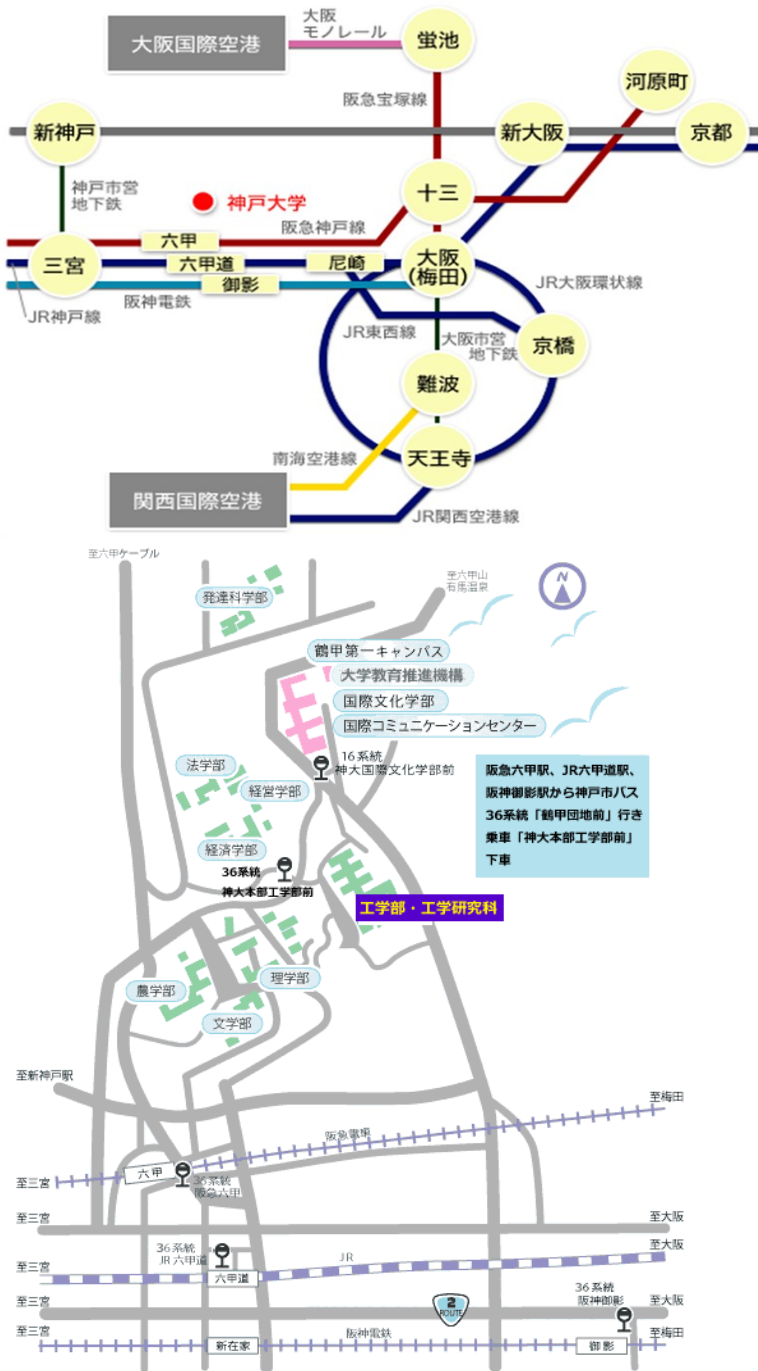 大阪国際空港
大阪
モノレール
蛍池
阪急宝塚線
河原町
新神戸
新大阪
京都
神戸市営
地下鉄
神戸大学
十三
阪急神戸線
六甲
三宮
六甲道
尼崎
大阪
(梅田)
御影
JR大阪環状線
JR神戸線
阪神電鉄
JR東西線
大阪市営
地下鉄
京橋
難波
南海空港線
天王寺
関西国際空港
JR関西空港線
至六甲ケーブル
至六甲山
有馬温泉
N
発達科学部
鶴甲第一キャンパス
大学教育推進機構
国際文化学部
国際コミュニケーションセンター
16系統
神大国際文化学部前
法学部
経営学部
阪急六甲駅、JR六甲道駅、
阪神御影駅から神戸市バス
36系統「鶴甲団地前」行き
乗車「神大本部工学部前」
下車
経済学部
36系統
神大本部工学部前
工学部・工学研究科
農学部
理学部
文学部
至新神戸駅
至梅田
阪急電車
六甲
至三宮
36系統
阪急六甲
至三宮
至大阪
36系統
JR六甲道
JR
至大阪
至三宮
六甲道
36系統
阪神御影
至三宮
2
ROUTE
至大阪
至三宮
新在家
阪神電鉄
御影
至梅田